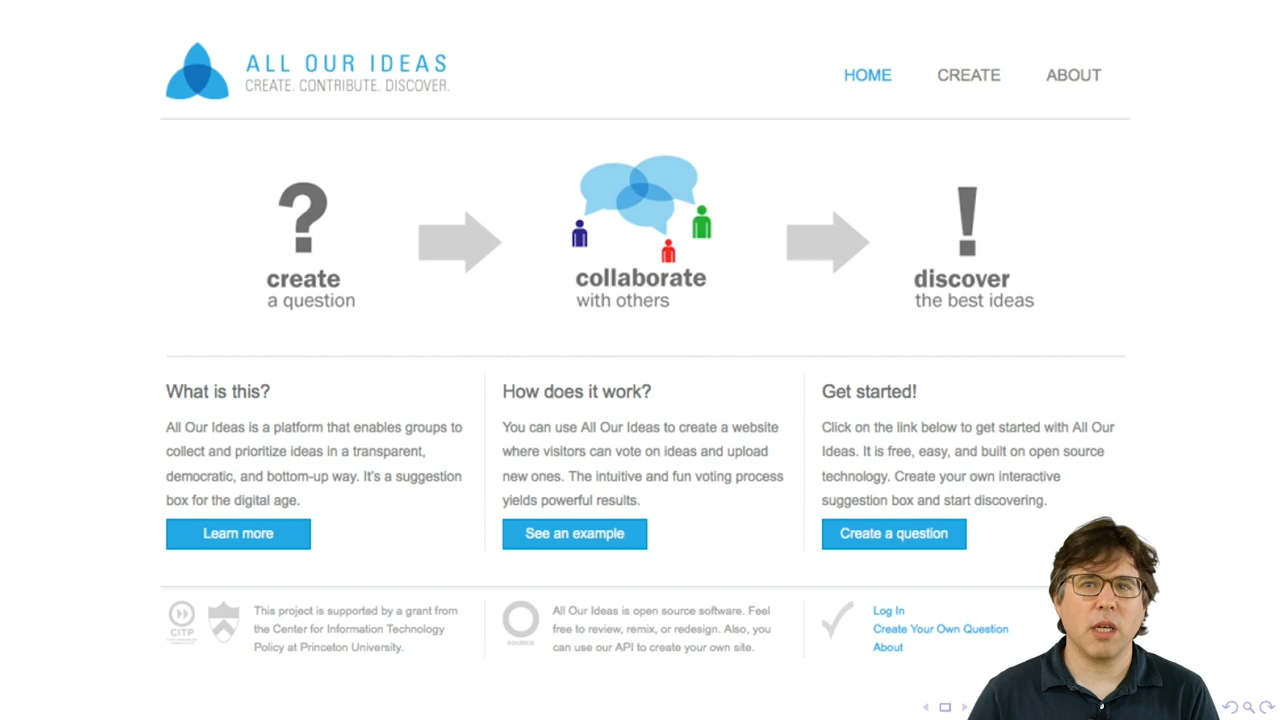 ALL OUR IDEAS
CREATE. CONTRIBUTE. DISCOVER.
HOME
CREATE
ABOUT
?
create
a question
collaborate
with others
!
discover
the best ideas
What is this?
All Our Ideas is a platform that enables groups to
collect and prioritize ideas in a transparent,
democratic, and bottom-up way. It's a suggestion
box for the digital age.
Learn more
How does it work?
You can use All Our Ideas to create a website
where visitors can vote on ideas and upload
new ones. The intuitive and fun voting process
yields powerful results.
See an example
Get started!
Click on the link below to get started with All Our
Ideas. It is free, easy, and built on open source
technology. Create your own interactive
suggestion box and start discovering.
Create a question
CITP
This project is supported by a grant from
the Center for Information Technology
Policy at Princeton University.
SOURCE
All Our Ideas is open source software. Feel
free to review, remix, or redesign. Also, you
can use our API to create your own site.
Log In
Create Your Own Question
About